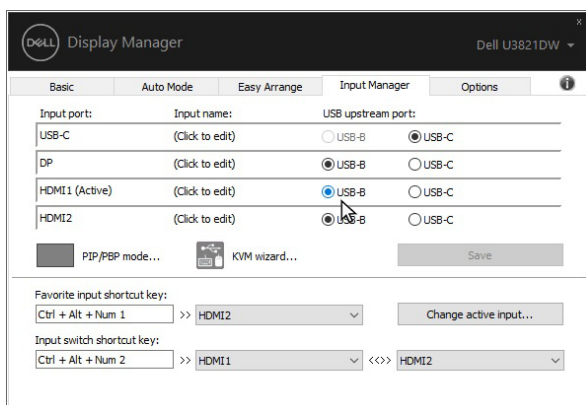 x
DELL Display Manager Dell U3821DW
Basic Auto Mode Easy Arrange Input Manager Options i
Input port: Input name: USB upstream port:
USB-C (Click to edit) USB-B USB-C
DP (Click to edit) USB-B USB-C
HDMI1 (Active) (Click to edit) USB-B USB-C
HDMI2 (Click to edit) USB-B USB-C
PIP/PBP mode... KVM wizard... Save
Favorite input shortcut key:
Ctrl + Alt + Num 1 >> HDMI2 Change active input...
Input switch shortcut key:
Ctrl + Alt + Num 2 >> HDMI1 <<>> HDMI2